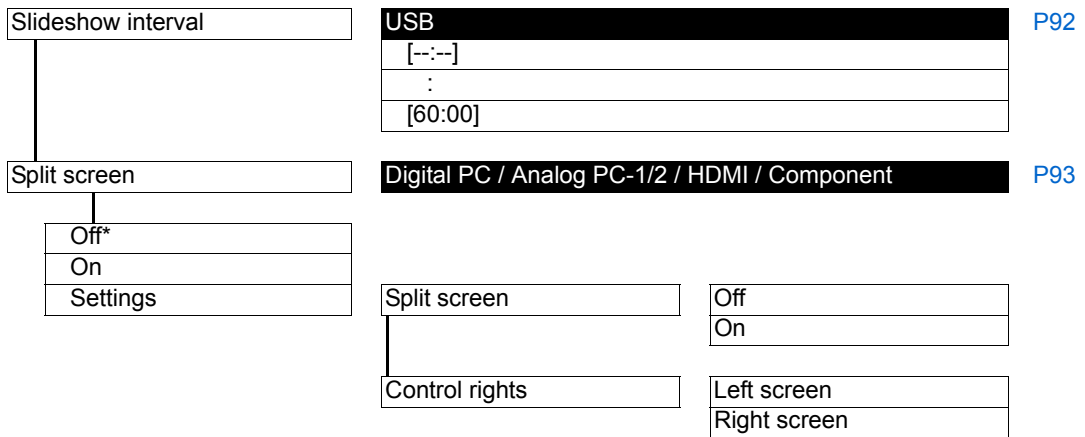 Slideshow interval
USB
P92
[--:--]
:
[60:00]
Split screen
Digital PC / Analog PC-1/2 / HDMI / Component
P93
Off*
On
Settings
Split screen
Off
On
Control rights
Left screen
Right screen